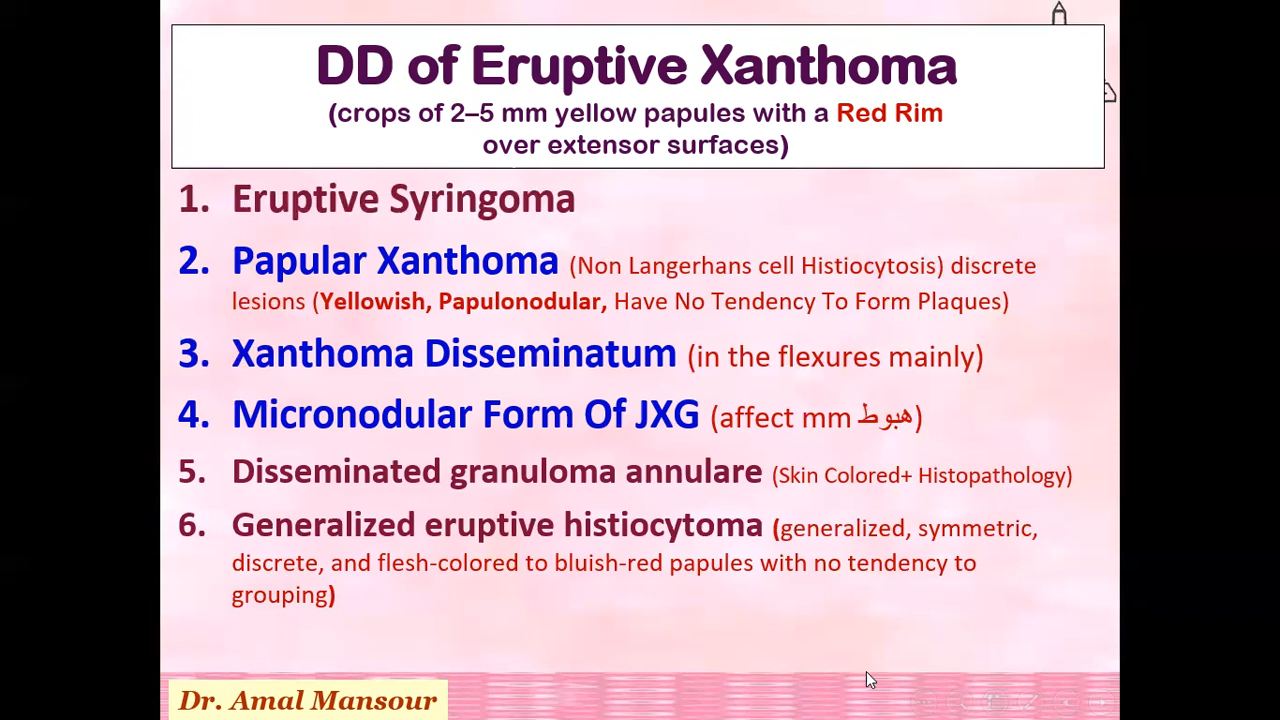 DD of Eruptive Xanthoma
(crops of 2–5 mm yellow papules with a Red Rim
over extensor surfaces)
1. Eruptive Syringoma
2. Papular Xanthoma (Non Langerhans cell Histiocytosis) discrete
lesions (Yellowish, Papulonodular, Have No Tendency To Form Plaques)
3. Xanthoma Disseminatum (in the flexures mainly)
4. Micronodular Form Of JXG (affect mm هبوط)
5. Disseminated granuloma annulare (Skin Colored+ Histopathology)
6. Generalized eruptive histiocytoma (generalized, symmetric,
discrete, and flesh-colored to bluish-red papules with no tendency to
grouping)
Dr. Amal Mansour